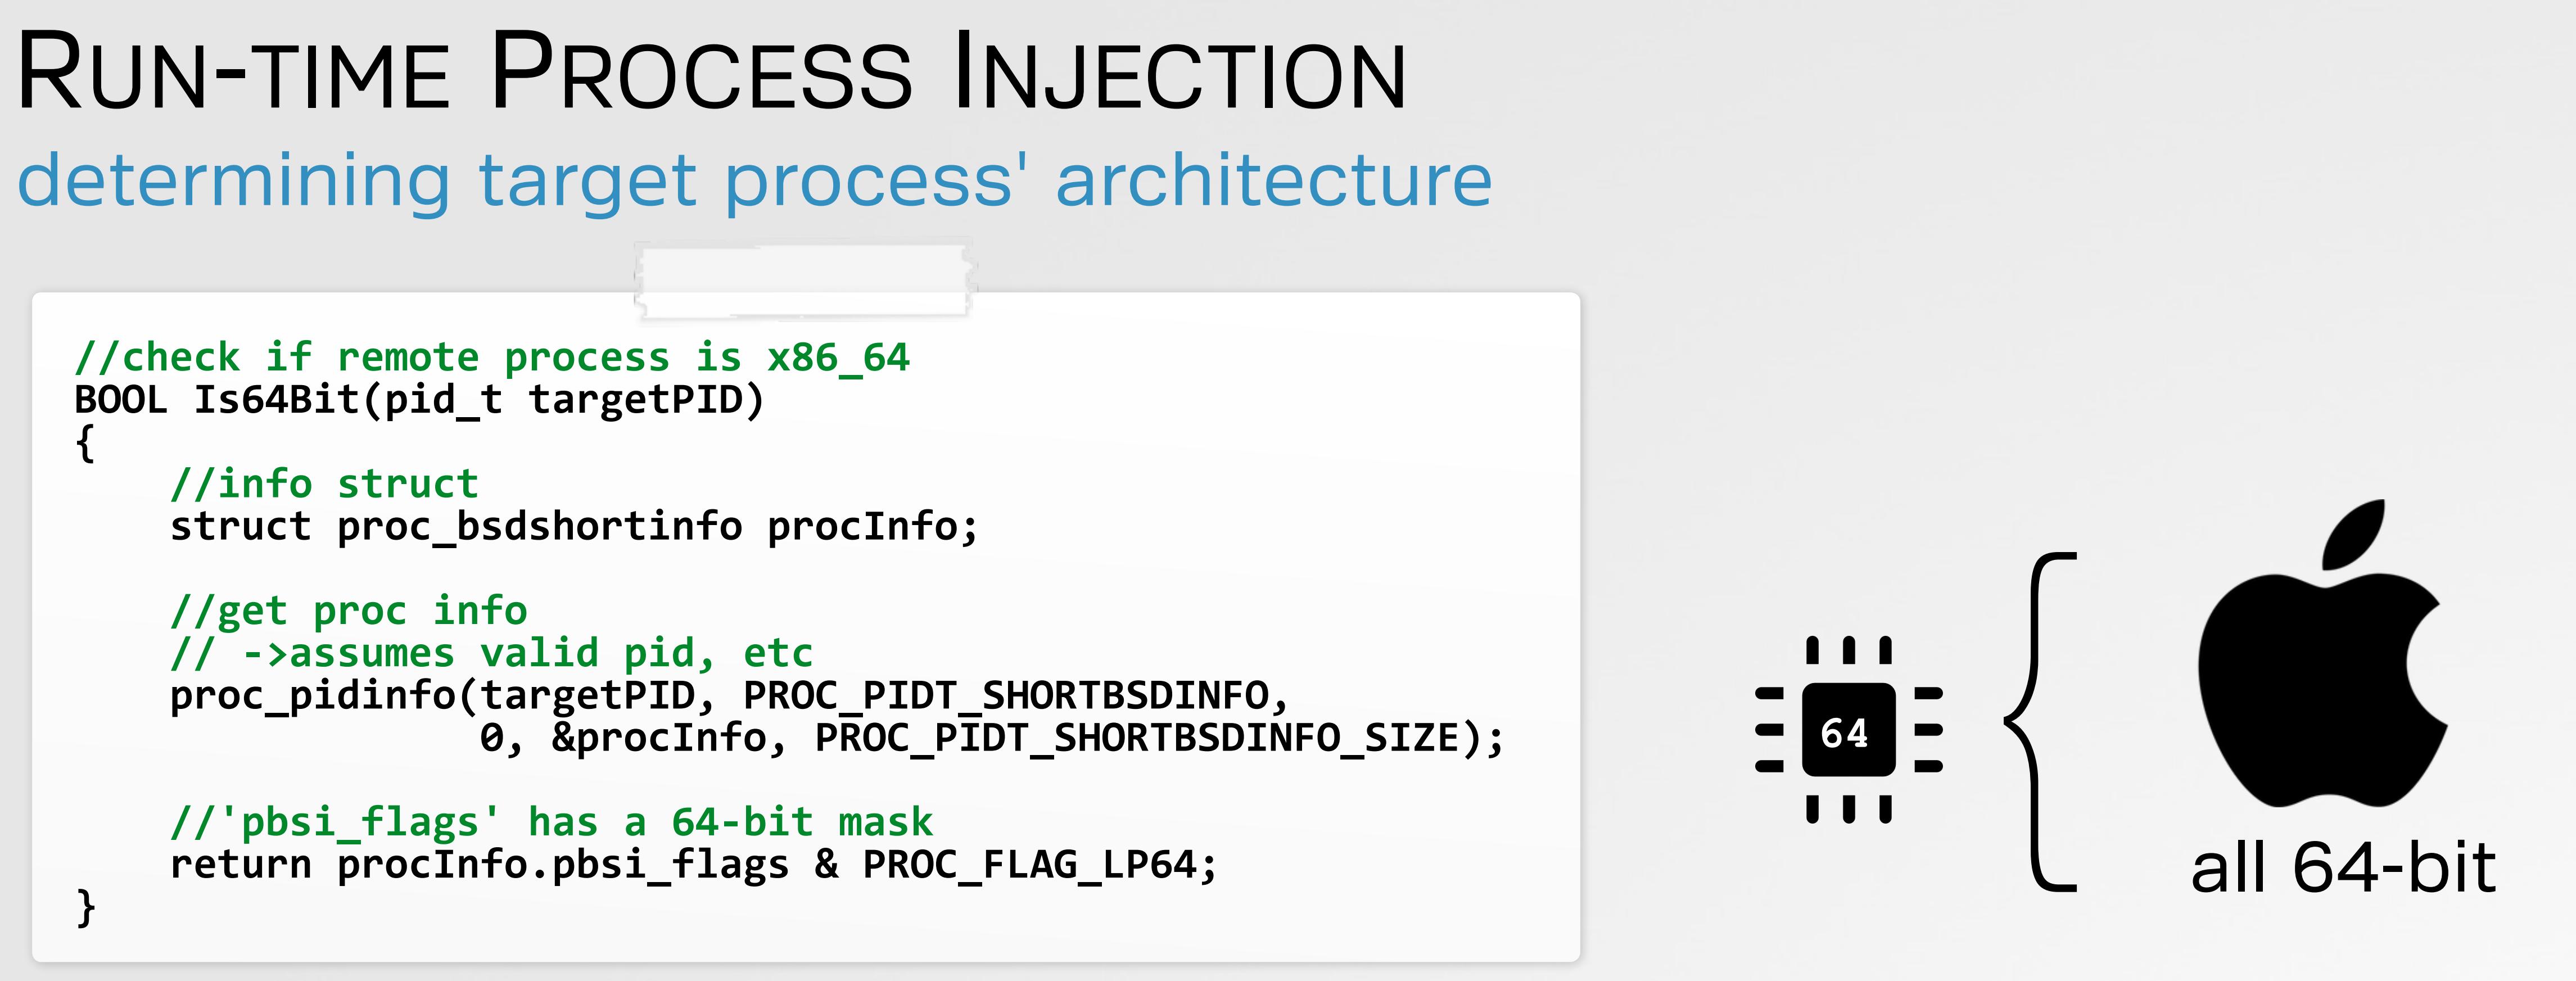 RUN-TIME PROCESS INJECTION
determining target process' architecture
//check if remote process is x86_64
BOOL Is64Bit(pid_t targetPID)
{
    //info struct
    struct proc_bsdshortinfo procInfo;
    //get proc info
    // ->assumes valid pid, etc
    proc_pidinfo(targetPID, PROC_PIDT_SHORTBSDINFO,
                 0, &procInfo, PROC_PIDT_SHORTBSDINFO_SIZE);
    //'pbsi_flags' has a 64-bit mask
    return procInfo.pbsi_flags & PROC_FLAG_LP64;
}
64
all 64-bit